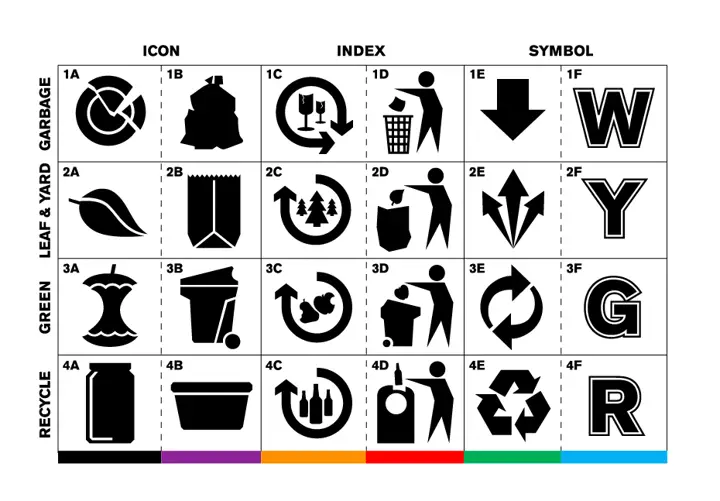 ICON INDEX SYMBOL
GARBAGE
1A 1B 1C 1D 1E 1F
W
LEAF & YARD
2A 2B 2C 2D 2E 2F
Y
GREEN
3A 3B 3C 3D 3E 3F
G
RECYCLE
4A 4B 4C 4D 4E 4F
R